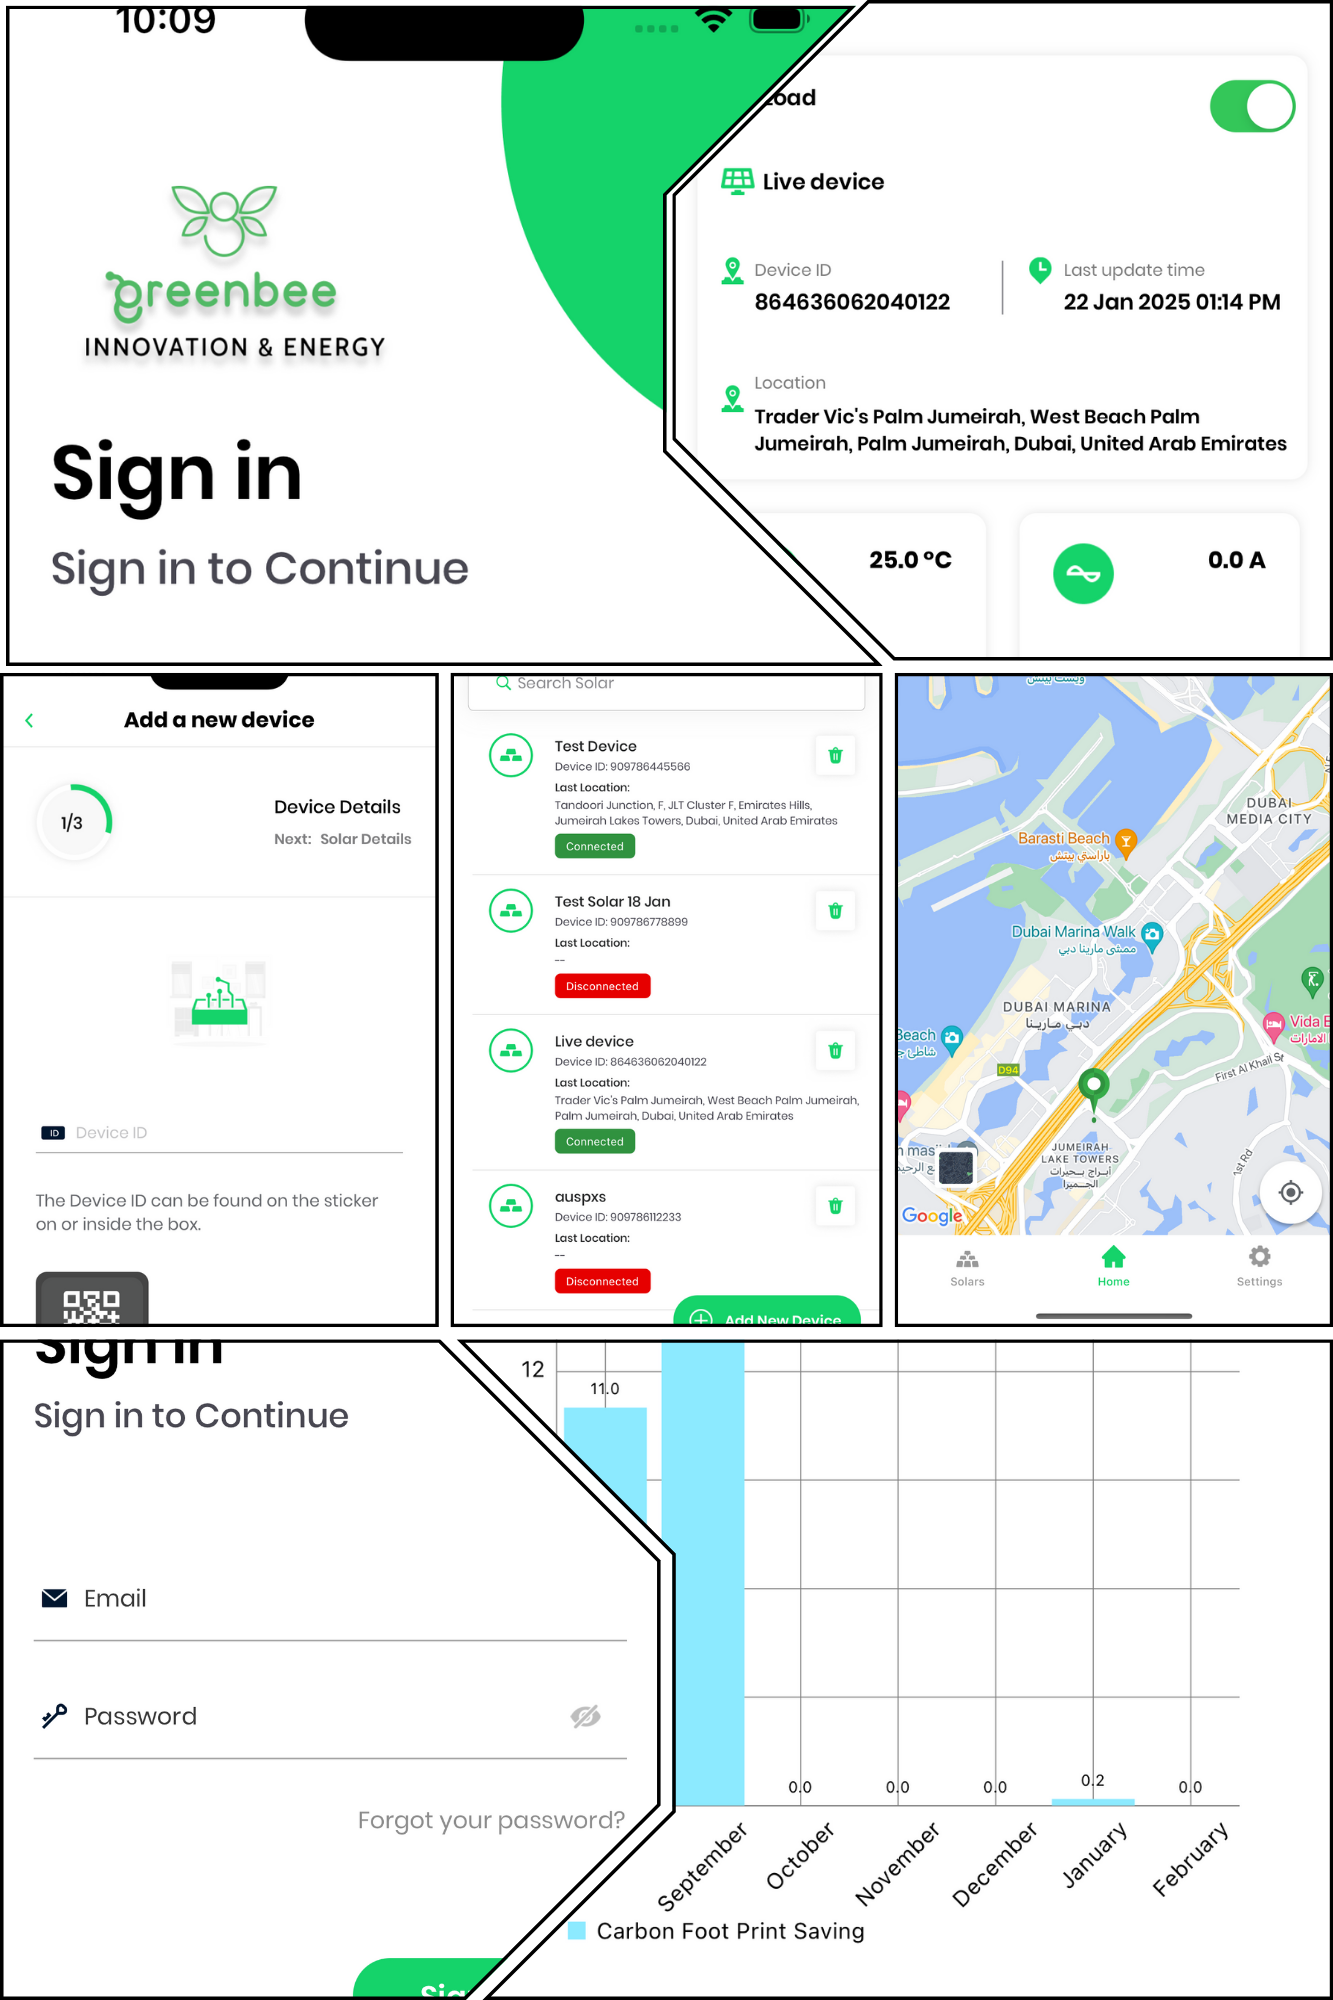 10:09
greenbee
INNOVATION & ENERGY
Sign in
Sign in to Continue
Load
Live device
Device ID
864636062040122
Last update time
22 Jan 2025 01:14 PM
Location
Trader Vic's Palm Jumeirah, West Beach Palm
Jumeirah, Palm Jumeirah, Dubai, United Arab Emirates
25.0 °C
0.0 A
Add a new device
1/3
Device Details
Next: Solar Details
ID
Device ID
The Device ID can be found on the sticker
on or inside the box.
Search Solar
Test Device
Device ID: 909786445566
Last Location:
Tandoori Junction, F, JLT Cluster F, Emirates Hills,
Jumeirah Lakes Towers, Dubai, United Arab Emirates
Connected
Test Solar 18 Jan
Device ID: 909786778899
Last Location:
--
Disconnected
Live device
Device ID: 864636062040122
Last Location:
Trader Vic's Palm Jumeirah, West Beach Palm Jumeirah,
Palm Jumeirah, Dubai, United Arab Emirates
Connected
auspxs
Device ID: 909786112233
Last Location:
--
Disconnected
Add New Device
ويست بيتش
DUBAI
MEDIA CITY
Barasti Beach
باراستي بيتش
Dubai Marina Walk
ممشى مارينا دبي
DUBAI MARINA
دبي مارينا
Beach
شاطئ
Vida
الامارات
D94
First Al Khail St
JUMEIRAH
LAKE TOWERS
أبراج بحيرات
الجميرا
1st Rd
Google
Solars
Home
Settings
Sign in
Sign in to Continue
Email
Password
Forgot your password?
12
11.0
0.0
0.0
0.0
0.2
0.0
September
October
November
December
January
February
Carbon Foot Print Saving